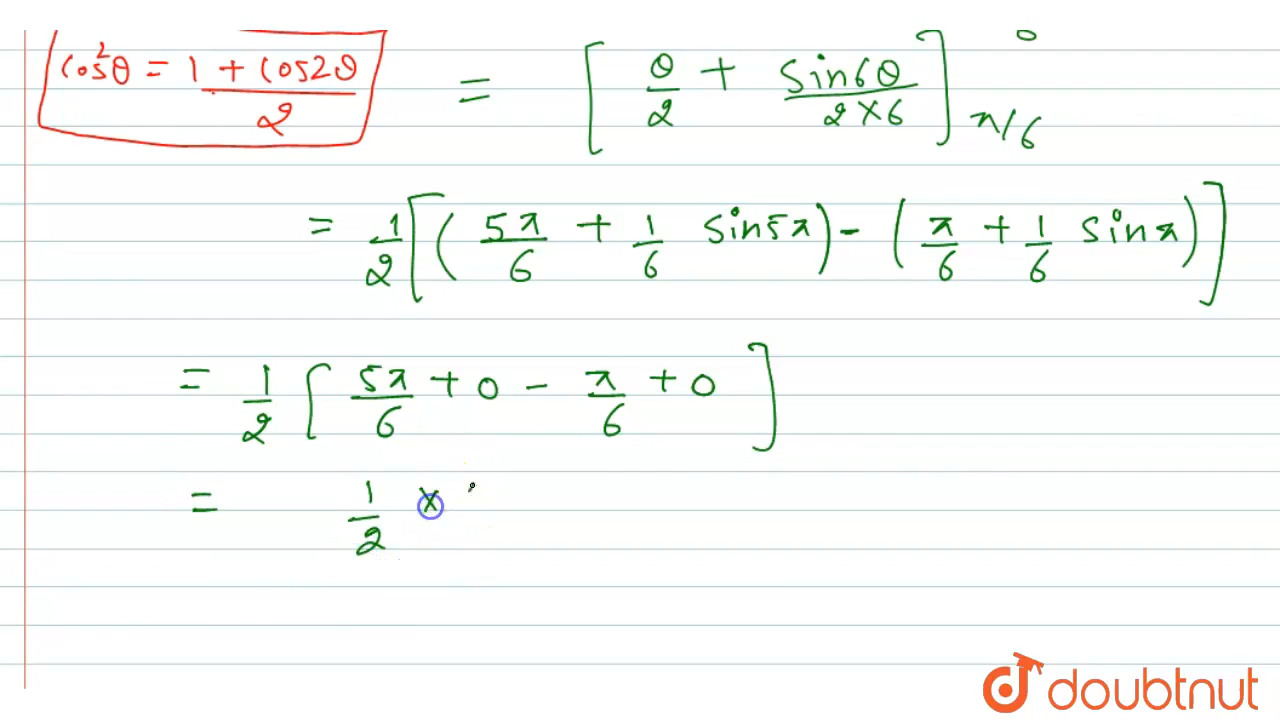 cos²θ = (1 + cos2θ)/2
= [θ/2 + sin6θ/(2×6)] π/6
= 1/2 [(5π/6 + 1/6 sin5π) - (π/6 + 1/6 sinπ)]
= 1/2 [5π/6 + 0 - π/6 + 0]
= 1/2 ×
doubtnut